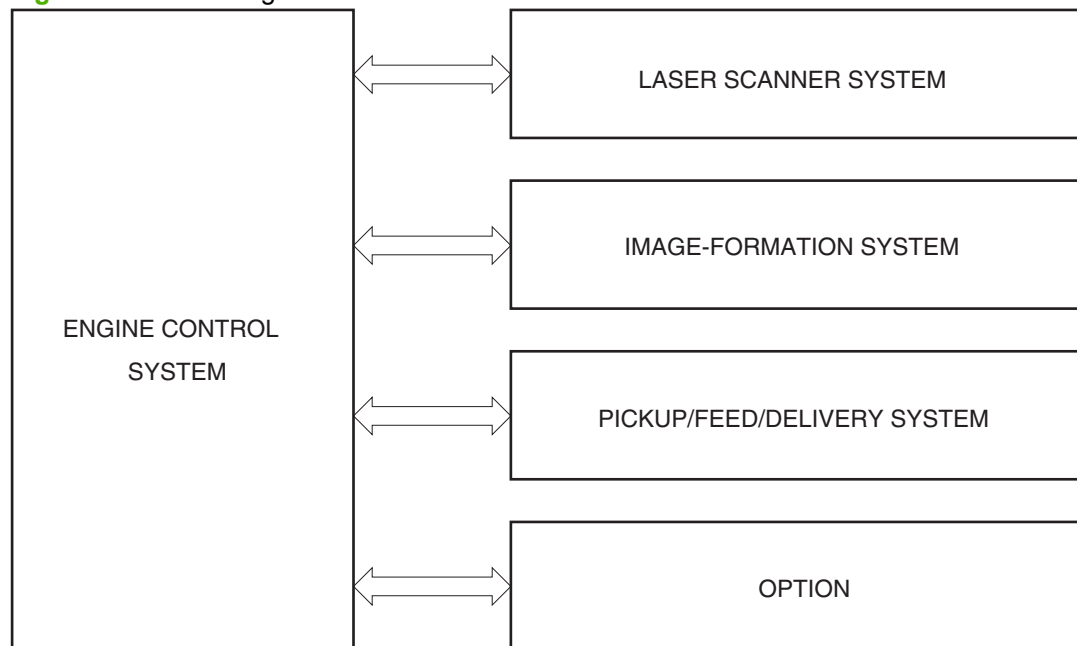 ENGINE CONTROL
SYSTEM
LASER SCANNER SYSTEM
IMAGE-FORMATION SYSTEM
PICKUP/FEED/DELIVERY SYSTEM
OPTION